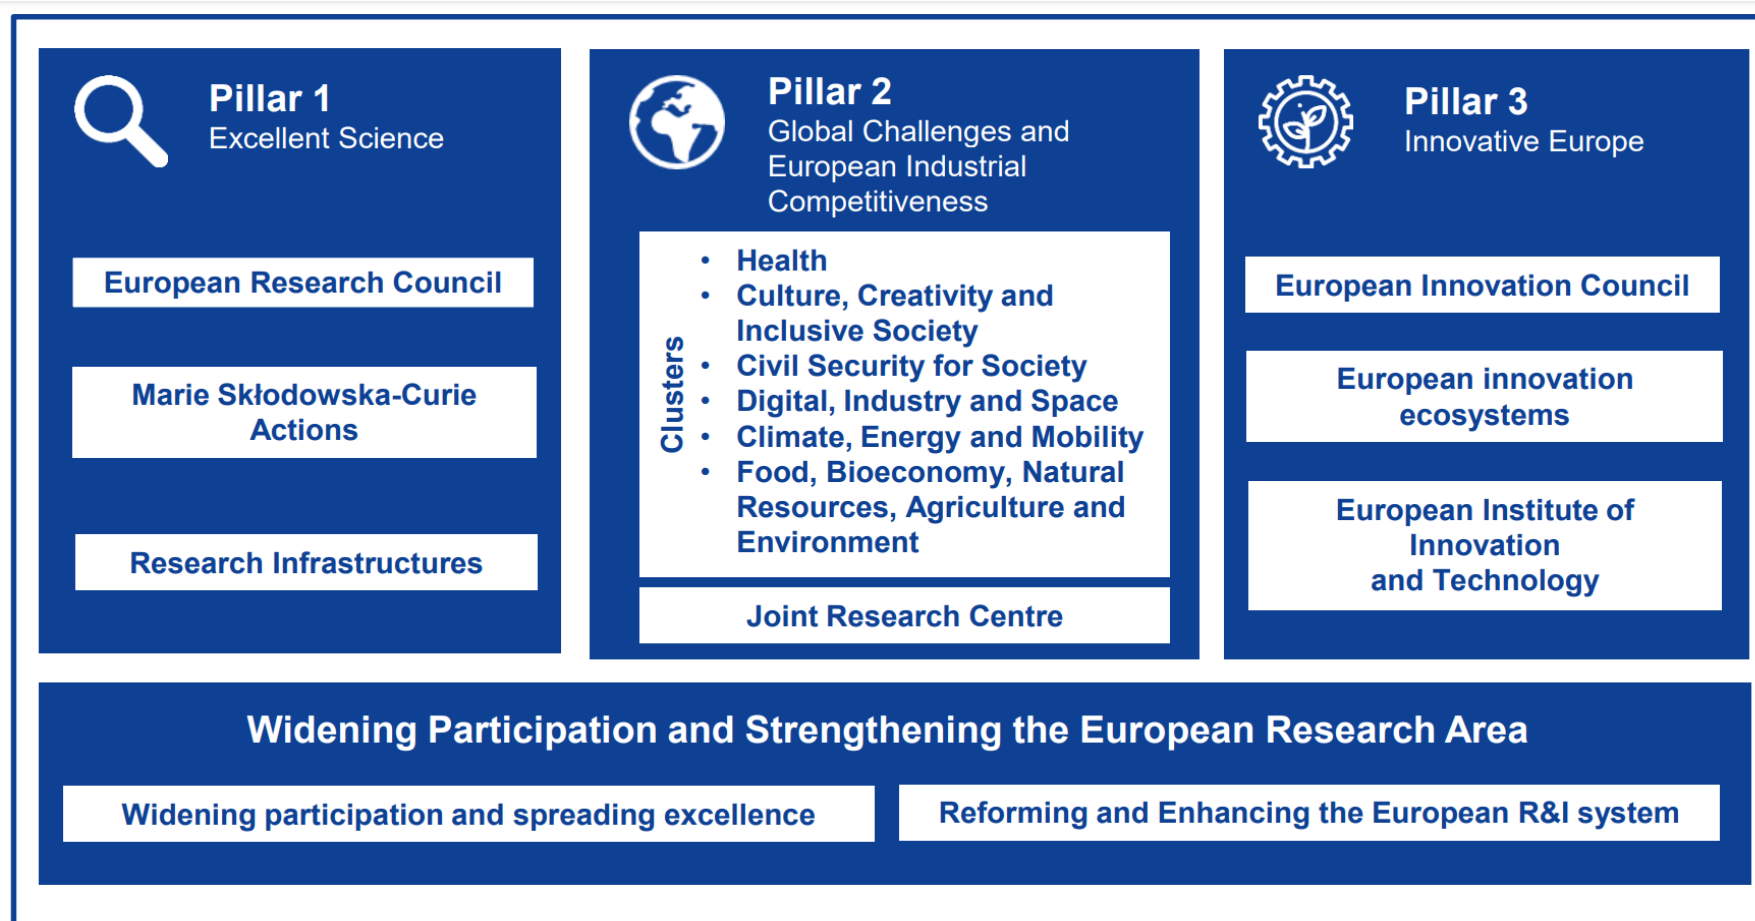 Pillar 1
Excellent Science
European Research Council
Marie Skłodowska-Curie
Actions
Research Infrastructures
Pillar 2
Global Challenges and
European Industrial
Competitiveness
Clusters
• Health
• Culture, Creativity and
Inclusive Society
• Civil Security for Society
• Digital, Industry and Space
• Climate, Energy and Mobility
• Food, Bioeconomy, Natural
Resources, Agriculture and
Environment
Joint Research Centre
Pillar 3
Innovative Europe
European Innovation Council
European innovation
ecosystems
European Institute of
Innovation
and Technology
Widening Participation and Strengthening the European Research Area
Widening participation and spreading excellence
Reforming and Enhancing the European R&I system